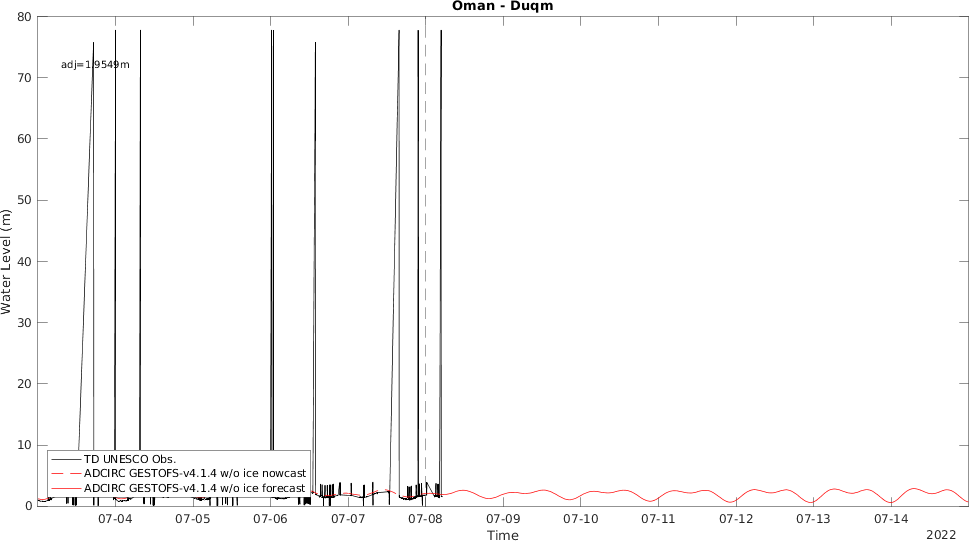 Oman - Duqm
80
70
60
50
40
30
20
10
0
Water Level (m)
adj=1.9549m
TD UNESCO Obs.
ADCIRC GESTOFS-v4.1.4 w/o ice nowcast
ADCIRC GESTOFS-v4.1.4 w/o ice forecast
07-04 07-05 07-06 07-07 07-08 07-09 07-10 07-11 07-12 07-13 07-14
Time
2022